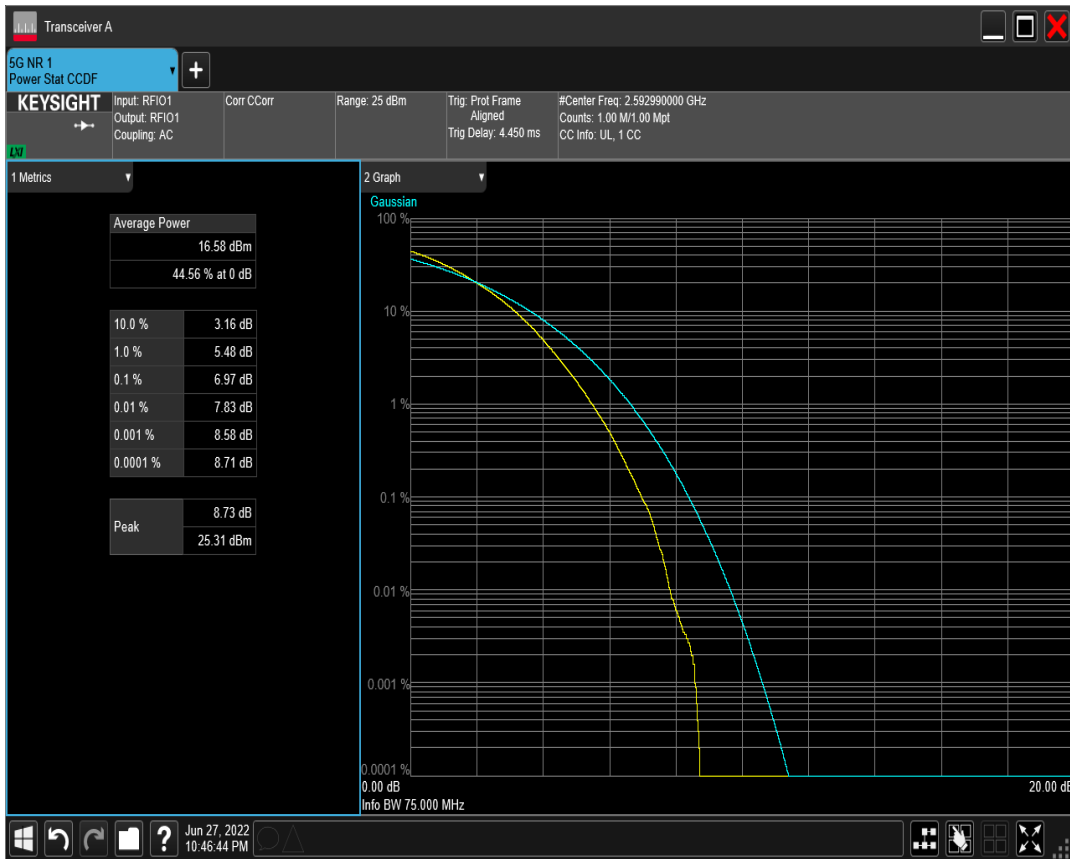 Transceiver A
5G NR 1
Power Stat CCDF
+
KEYSIGHT
LXI
Input: RFIO1
Output: RFIO1
Coupling: AC
Corr CCorr
Range: 25 dBm
Trig: Prot Frame
Aligned
Trig Delay: 4.450 ms
#Center Freq: 2.592990000 GHz
Counts: 1.00 M/1.00 Mpt
CC Info: UL, 1 CC
1 Metrics
Average Power
16.58 dBm
44.56 % at 0 dB
10.0 % 3.16 dB
1.0 % 5.48 dB
0.1 % 6.97 dB
0.01 % 7.83 dB
0.001 % 8.58 dB
0.0001 % 8.71 dB
Peak
8.73 dB
25.31 dBm
2 Graph
Gaussian
100 %
10 %
1 %
0.1 %
0.01 %
0.001 %
0.0001 %
0.00 dB
20.00 dB
Info BW 75.000 MHz
?
Jun 27, 2022
10:46:44 PM